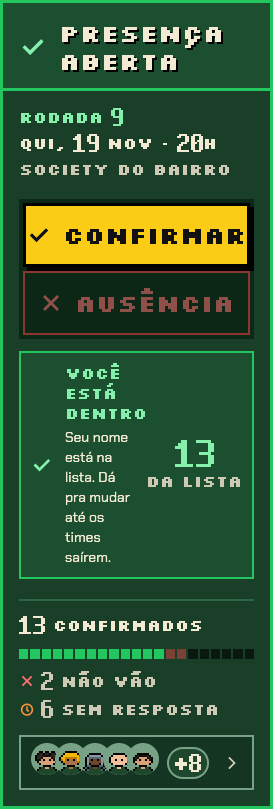 PRESENÇA
ABERTA
RODADA 9
QUI, 19 NOV · 20H
SOCIETY DO BAIRRO
CONFIRMAR
AUSÊNCIA
VOCÊ
ESTÁ
DENTRO
Seu nome
está na
lista. Dá
pra mudar
até os
times
saírem.
13
DA LISTA
13 CONFIRMADOS
2 NÃO VÃO
6 SEM RESPOSTA
+8